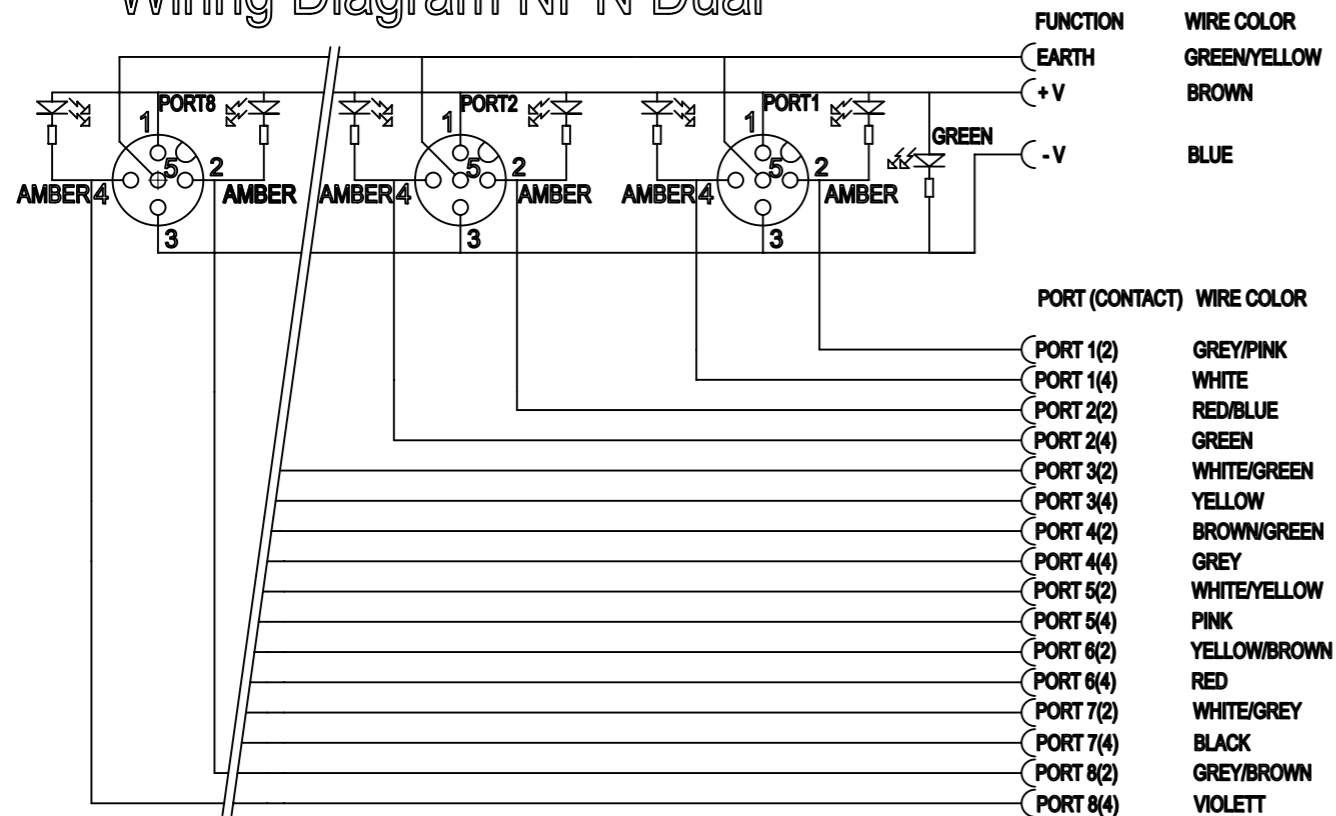 Wiring Diagram NPN Dual
FUNCTION WIRE COLOR
EARTH GREEN/YELLOW
+ V BROWN
- V BLUE
PORT8 PORT2 PORT1
1 1 1
GREEN
5 2 5 2 5 2
AMBER 4 AMBER AMBER 4 AMBER AMBER 4 AMBER
3 3 3
PORT (CONTACT) WIRE COLOR
PORT 1(2) GREY/PINK
PORT 1(4) WHITE
PORT 2(2) RED/BLUE
PORT 2(4) GREEN
PORT 3(2) WHITE/GREEN
PORT 3(4) YELLOW
PORT 4(2) BROWN/GREEN
PORT 4(4) GREY
PORT 5(2) WHITE/YELLOW
PORT 5(4) PINK
PORT 6(2) YELLOW/BROWN
PORT 6(4) RED
PORT 7(2) WHITE/GREY
PORT 7(4) BLACK
PORT 8(2) GREY/BROWN
PORT 8(4) VIOLETT